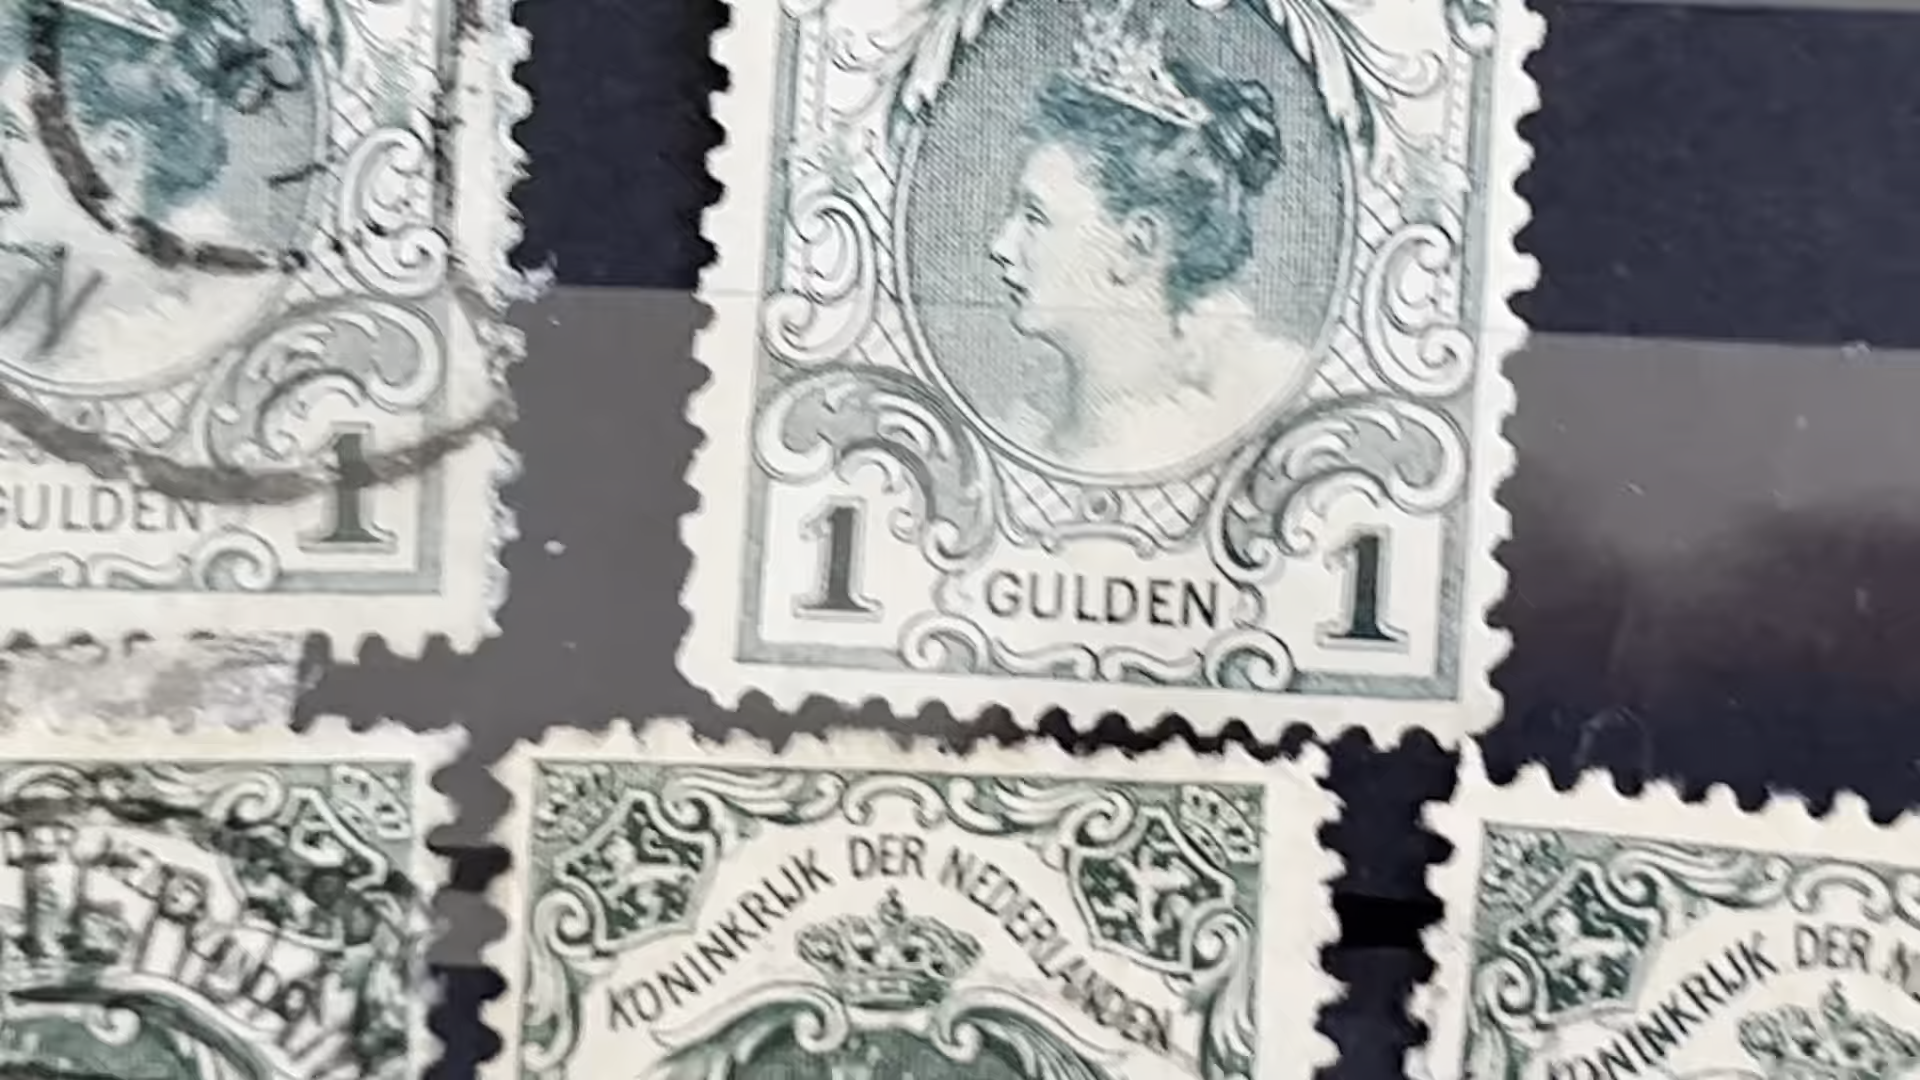 N
GULDEN 1
1 GULDEN 1
KONINKRIJK DER NEDERLANDEN
KONINKRIJK DER